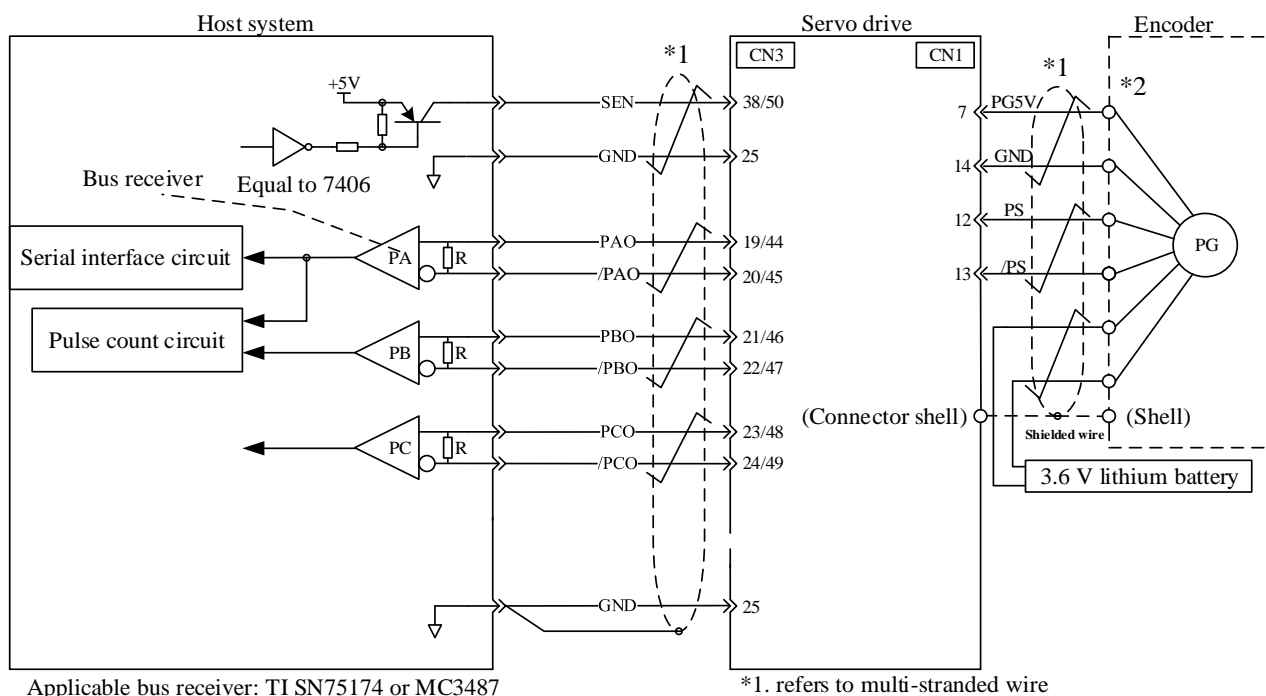 Host system
Servo drive
Encoder
CN3
CN1
*1
*1
*2
+5V
SEN
38/50
7
PG5V
GND
25
14
GND
Bus receiver
Equal to 7406
12
PS
PG
Serial interface circuit
PA
R
PAO
19/44
/PAO
20/45
13
/PS
Pulse count circuit
PB
R
PBO
21/46
/PBO
22/47
PC
R
PCO
23/48
/PCO
24/49
(Connector shell)
Shielded wire
(Shell)
3.6 V lithium battery
GND
25
Applicable bus receiver: TI SN75174 or MC3487
*1. refers to multi-stranded wire